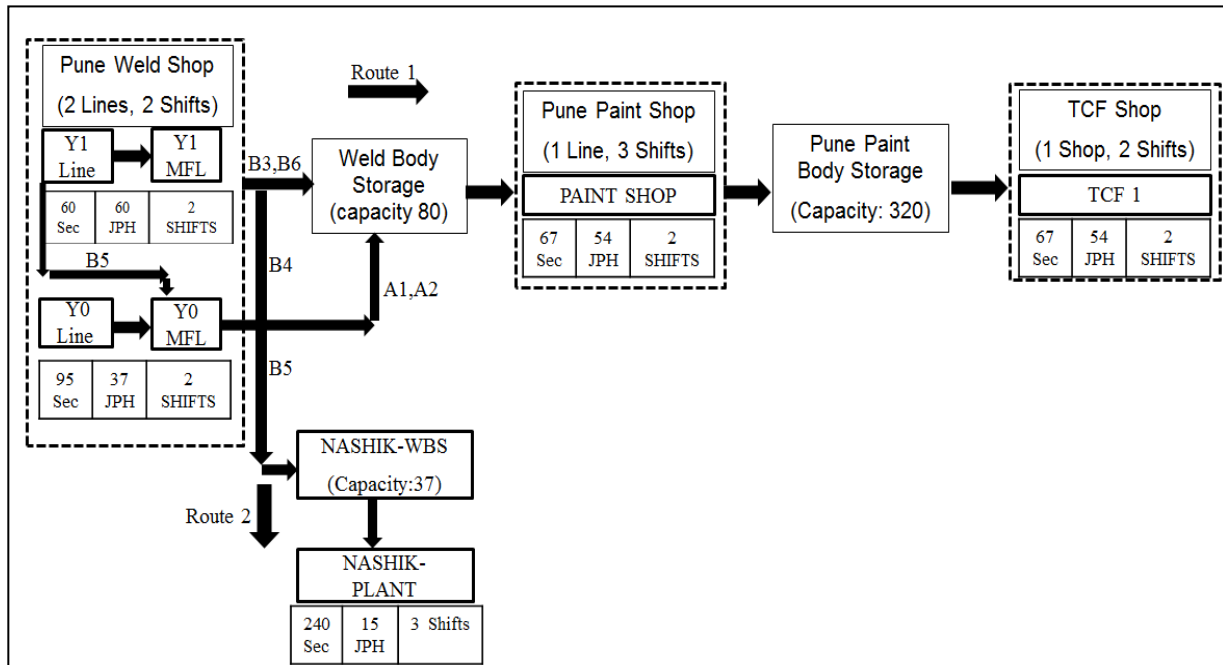 Pune Weld Shop
(2 Lines, 2 Shifts)
Y1
Line
Y1
MFL
60
Sec
60
JPH
2
SHIFTS
B5
Y0
Line
Y0
MFL
95
Sec
37
JPH
2
SHIFTS
B3,B6
B4
A1,A2
B5
Route 1
Weld Body
Storage
(capacity 80)
Pune Paint Shop
(1 Line, 3 Shifts)
PAINT SHOP
67
Sec
54
JPH
2
SHIFTS
Pune Paint
Body Storage
(Capacity: 320)
TCF Shop
(1 Shop, 2 Shifts)
TCF 1
67
Sec
54
JPH
2
SHIFTS
NASHIK-WBS
(Capacity:37)
Route 2
NASHIK-
PLANT
240
Sec
15
JPH
3 Shifts